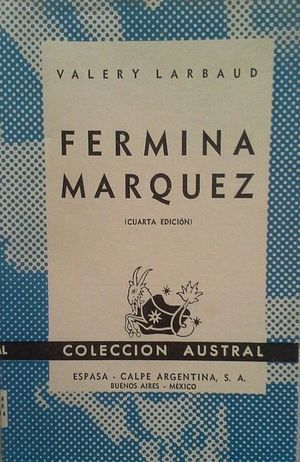 VALERY LARBAUD
FERMINA
MARQUEZ
(CUARTA EDICIÓN)
COLECCION AUSTRAL
ESPASA - CALPE ARGENTINA, S. A.
BUENOS AIRES - MEXICO